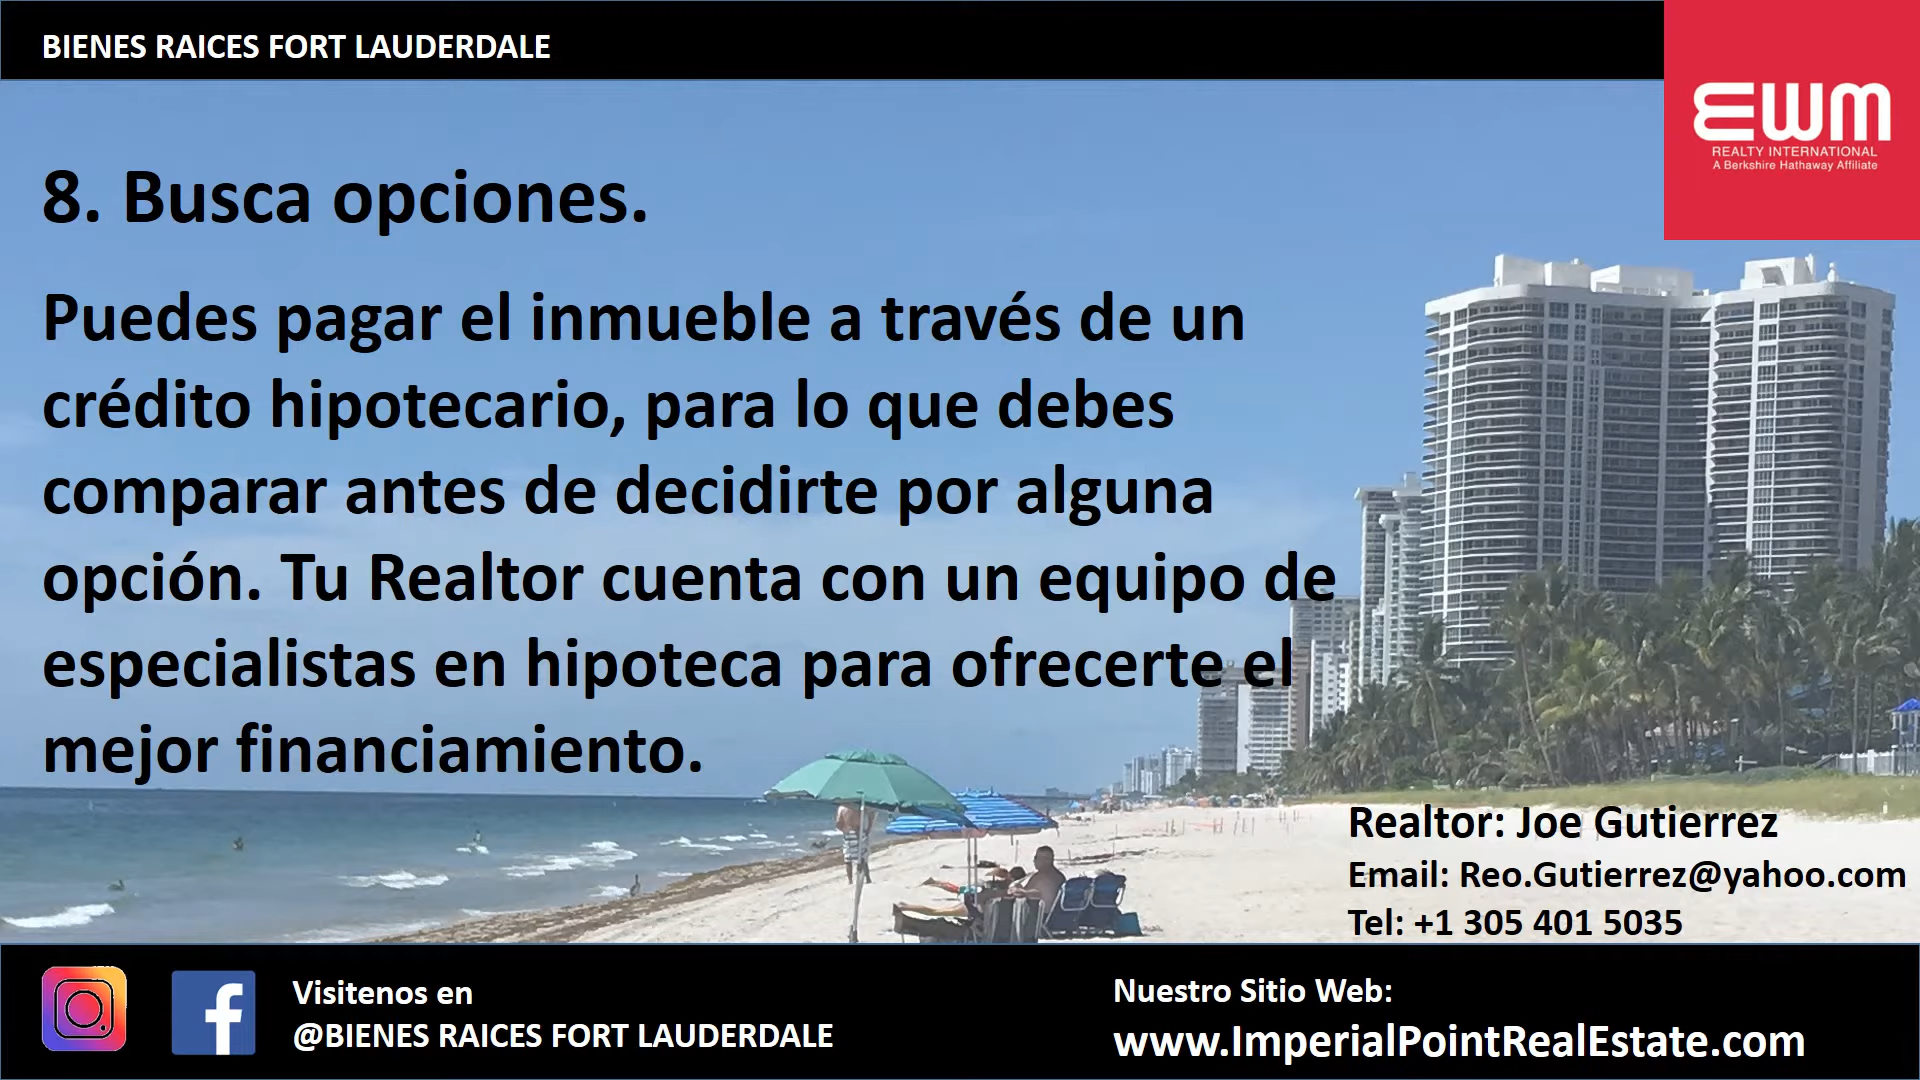 BIENES RAICES FORT LAUDERDALE
EWM
REALTY INTERNATIONAL
A Berkshire Hathaway Affiliate
8. Busca opciones.
Puedes pagar el inmueble a través de un
crédito hipotecario, para lo que debes
comparar antes de decidirte por alguna
opción. Tu Realtor cuenta con un equipo de
especialistas en hipoteca para ofrecerte el
mejor financiamiento.
Realtor: Joe Gutierrez
Email: Reo.Gutierrez@yahoo.com
Tel: +1 305 401 5035
Visitenos en
@BIENES RAICES FORT LAUDERDALE
Nuestro Sitio Web:
www.ImperialPointRealEstate.com